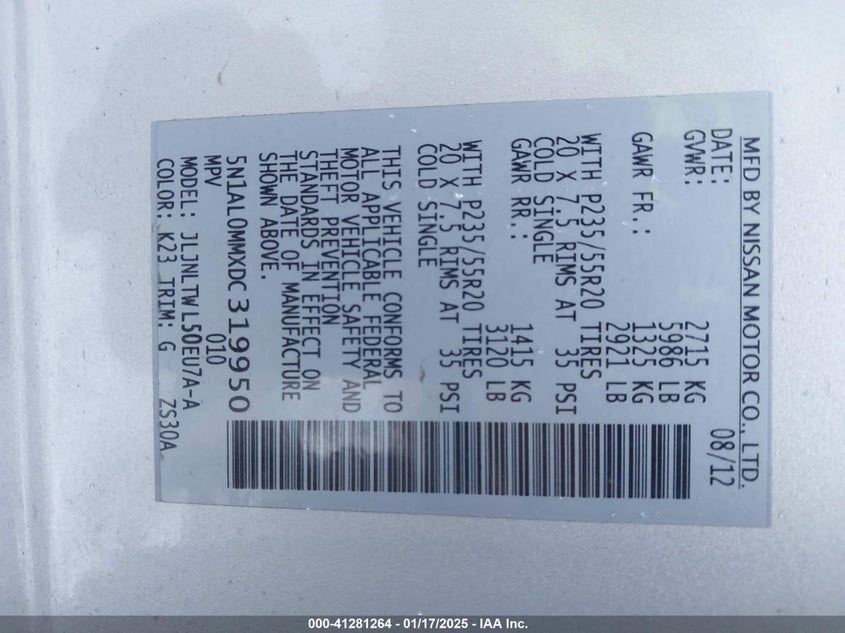 MFD BY NISSAN MOTOR CO., LTD.
DATE: 08/12
GVWR: 2715 KG
5986 LB
GAWR FR.: 1325 KG
2921 LB
WITH P235/55R20 TIRES
20 X 7.5 RIMS AT 35 PSI
COLD SINGLE
GAWR RR.: 1415 KG
3120 LB
WITH P235/55R20 TIRES
20 X 7.5 RIMS AT 35 PSI
COLD SINGLE
THIS VEHICLE CONFORMS TO
ALL APPLICABLE FEDERAL
MOTOR VEHICLE SAFETY AND
THEFT PREVENTION
STANDARDS IN EFFECT ON
THE DATE OF MANUFACTURE
SHOWN ABOVE.
5N1AL0MMXDC319950
MPV 010
MODEL: JLJNLTWL50EU7A-A
COLOR: K23 TRIM: G ZS30A
000-41281264 - 01/17/2025 - IAA Inc.